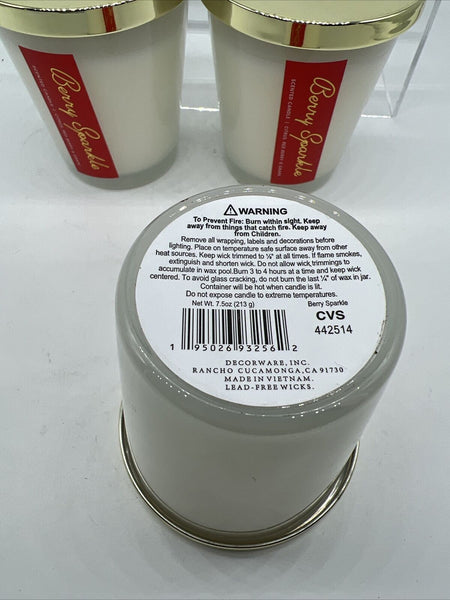 Berry Sparkle
Berry Sparkle
SCENTED CANDLE
WARNING
To Prevent Fire: Burn within sight. Keep
away from things that catch fire. Keep away
from Children.
Remove all wrapping, labels and decorations before
lighting. Place on temperature safe surface away from other
heat sources. Keep wick trimmed to ¼" at all times. If flame smokes,
extinguish and shorten wick. Do not allow wick,trimmings to
accumulate in wax pool.Burn 3 to 4 hours at a time and keep wick
centered. To avoid glass cracking, do not burn the last ¼" of wax in jar.
Container will be hot when candle is lit.
Do not expose candle to extreme temperatures.
Net Wt. 7.5oz (213 g)
Berry Sparkle
CVS
442514
1 95026 93256 2
DECORWARE, INC.
RANCHO CUCAMONGA,CA 91730
MADE IN VIETNAM.
LEAD-FREE WICKS.